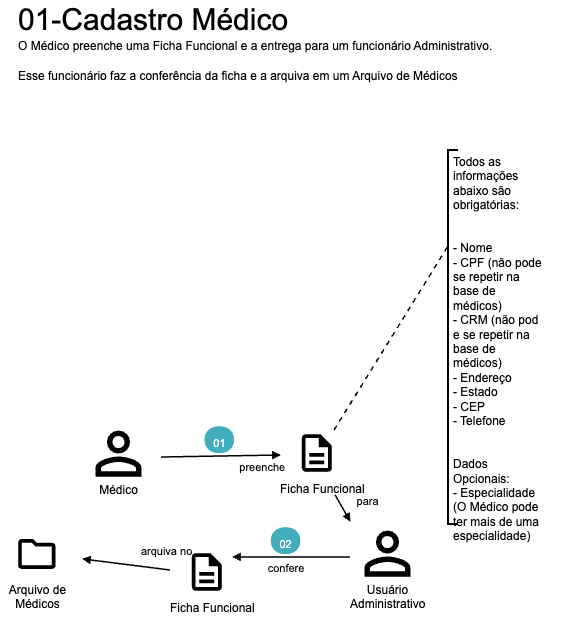 01-Cadastro Médico
O Médico preenche uma Ficha Funcional e a entrega para um funcionário Administrativo.
Esse funcionário faz a conferência da ficha e a arquiva em um Arquivo de Médicos
Todos as
informações
abaixo são
obrigatórias:
- Nome
- CPF (não pode
se repetir na
base de
médicos)
- CRM (não pod
e se repetir na
base de
médicos)
- Endereço
- Estado
- CEP
- Telefone
Dados
Opcionais:
- Especialidade
(O Médico pode
ter mais de uma
especialidade)
01
preenche
Médico
Ficha Funcional
para
02
arquiva no
confere
Arquivo de
Médicos
Ficha Funcional
Usuário
Administrativo